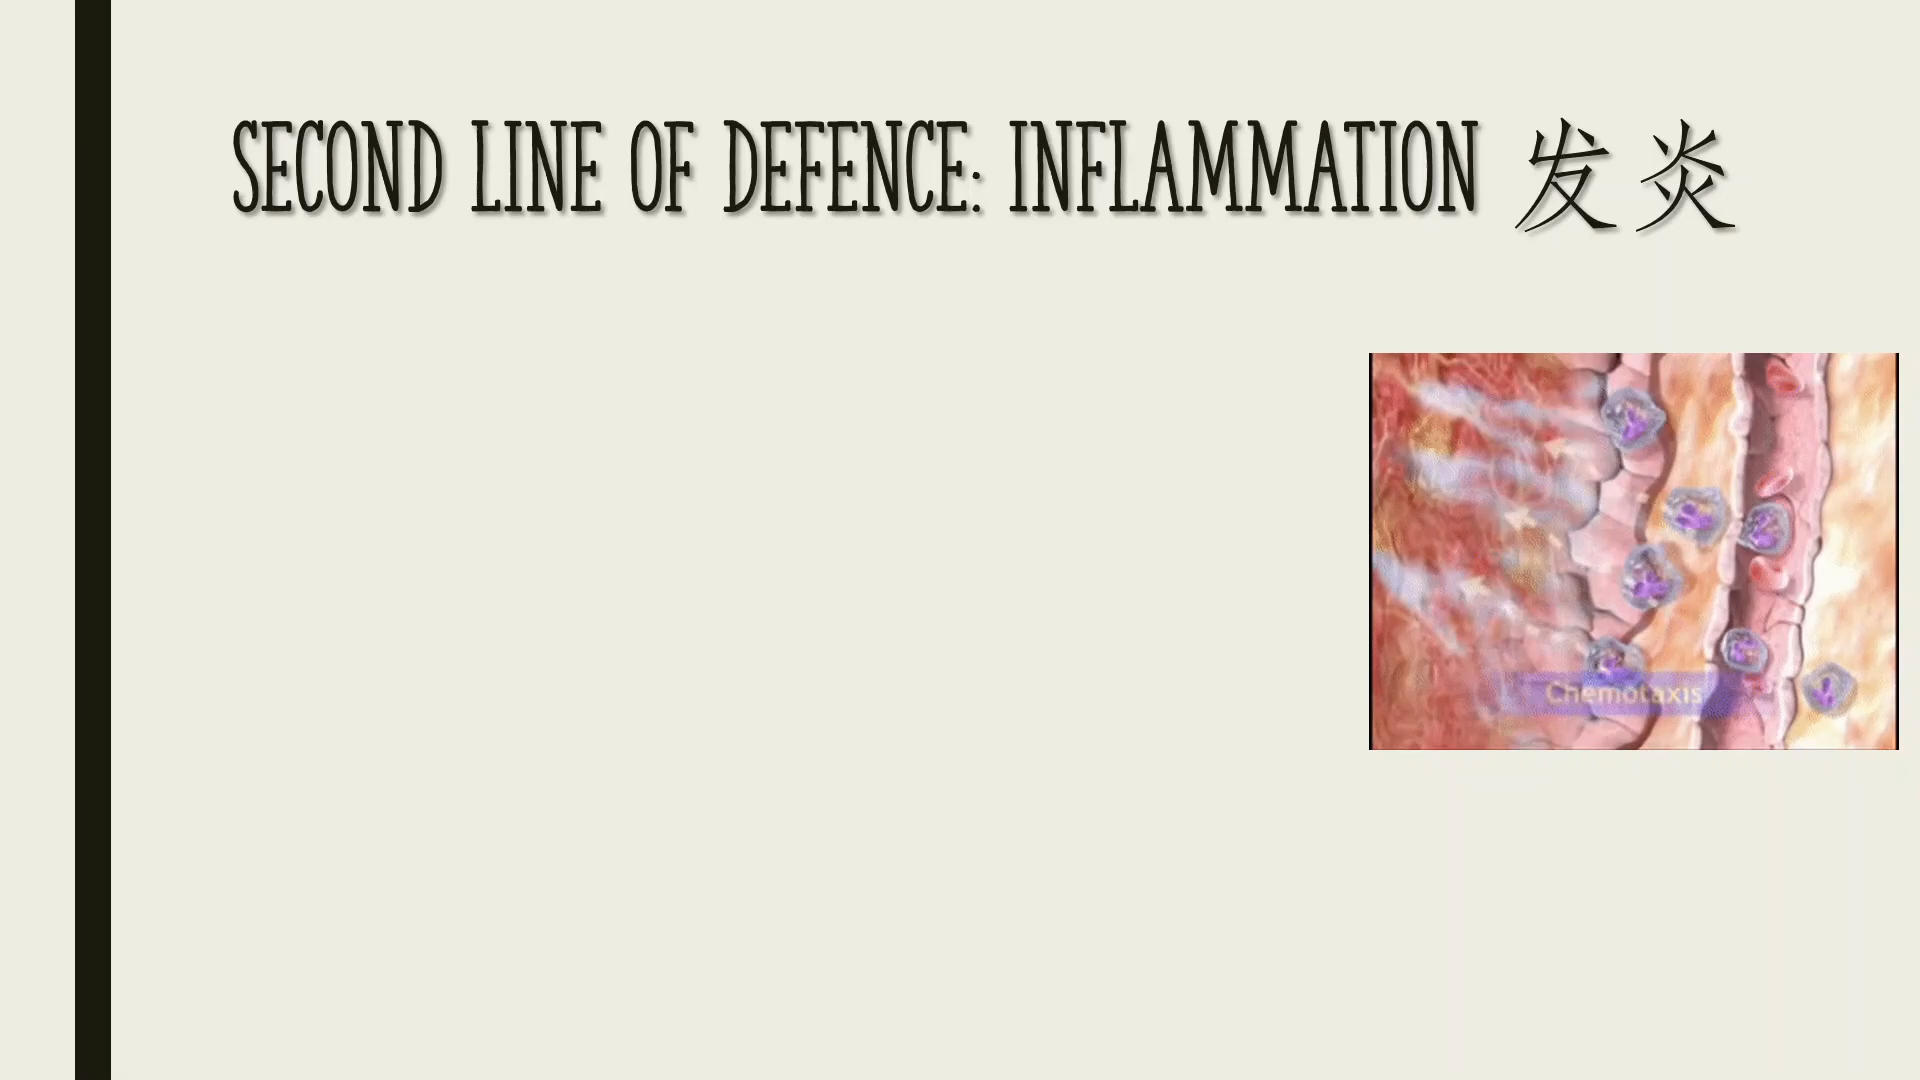 SECOND LINE OF DEFENCE: INFLAMMATION 发炎
Chemotaxis